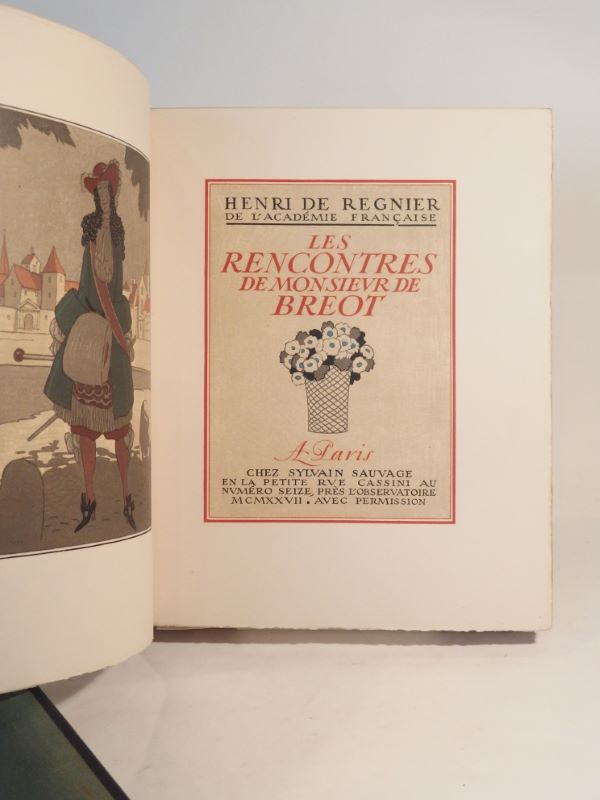 HENRI DE REGNIER
DE L'ACADÉMIE FRANÇAISE
LES
RENCONTRES
DE MONSIEVR DE
BREOT
A Paris
CHEZ SYLVAIN SAUVAGE
EN LA PETITE RVE CASSINI AU
NVMÉRO SEIZE, PRÈS L'OBSERVATOIRE
MCMXXVII. AVEC PERMISSION